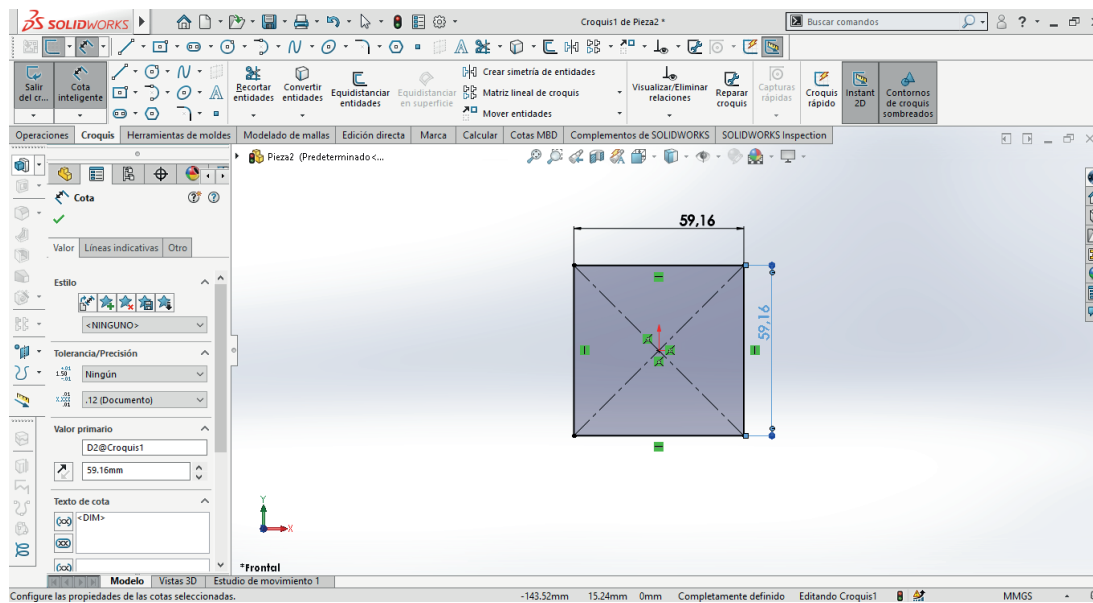 SOLIDWORKS
Croquis1 de Pieza2 *
Buscar comandos
Salir del cr...
Cota inteligente
Recortar entidades
Convertir entidades
Equidistanciar entidades
Equidistanciar en superficie
Crear simetría de entidades
Matriz lineal de croquis
Mover entidades
Visualizar/Eliminar relaciones
Reparar croquis
Capturas rápidas
Croquis rápido
Instant 2D
Contornos de croquis sombreados
Operaciones Croquis Herramientas de moldes Modelado de mallas Edición directa Marca Calcular Cotas MBD Complementos de SOLIDWORKS SOLIDWORKS Inspection
Pieza2 (Predeterminado<...
Cota
Valor Líneas indicativas Otro
Estilo
<NINGUNO>
Tolerancia/Precisión
Ningún
.12 (Documento)
Valor primario
D2@Croquis1
59.16mm
Texto de cota
<DIM>
59,16
59,16
Y
X
*Frontal
Modelo Vistas 3D Estudio de movimiento 1
Configure las propiedades de las cotas seleccionadas.
-143.52mm 15.24mm 0mm Completamente definido Editando Croquis1 MMGS